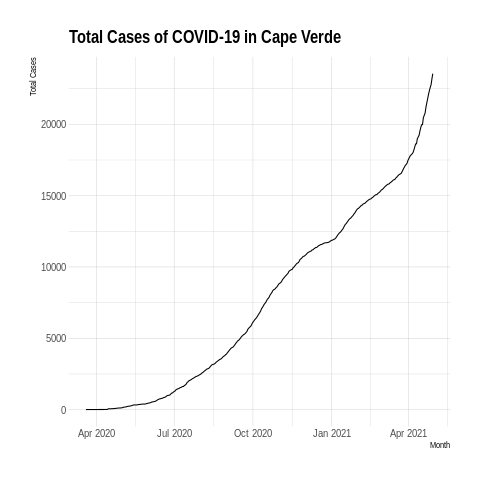 Total Cases of COVID-19 in Cape Verde
Total Cases
20000
15000
10000
5000
0
Apr 2020 Jul 2020 Oct 2020 Jan 2021 Apr 2021
Month